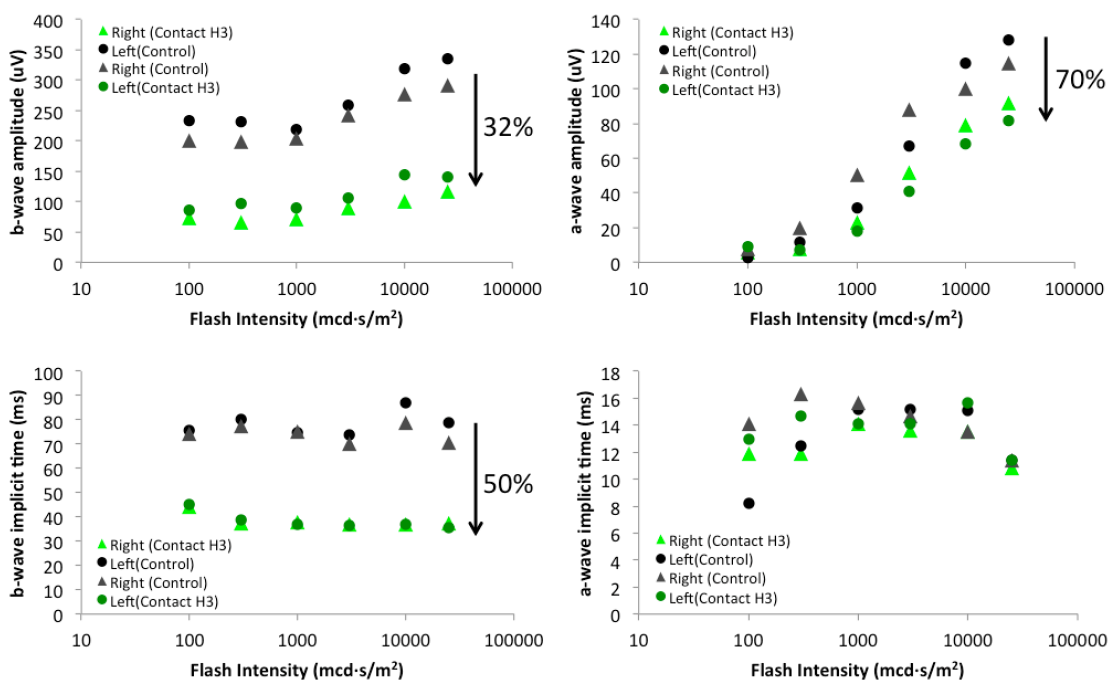 400
350
300
250
200
150
100
50
0
b-wave amplitude (uV)
Right (Contact H3)
Left(Control)
Right (Control)
Left(Contact H3)
32%
10 100 1000 10000 100000
Flash Intensity (mcd·s/m²)
140
120
100
80
60
40
20
0
a-wave amplitude (uV)
Right (Contact H3)
Left(Control)
Right (Control)
Left(Contact H3)
70%
10 100 1000 10000 100000
Flash Intensity (mcd·s/m²)
100
90
80
70
60
50
40
30
20
10
0
b-wave implicit time (ms)
50%
Right (Contact H3)
Left(Control)
Right (Control)
Left(Contact H3)
10 100 1000 10000 100000
Flash Intensity (mcd·s/m²)
18
16
14
12
10
8
6
4
2
0
a-wave implicit time (ms)
Right (Contact H3)
Left(Control)
Right (Control)
Left(Contact H3)
10 100 1000 10000 100000
Flash Intensity (mcd·s/m²)